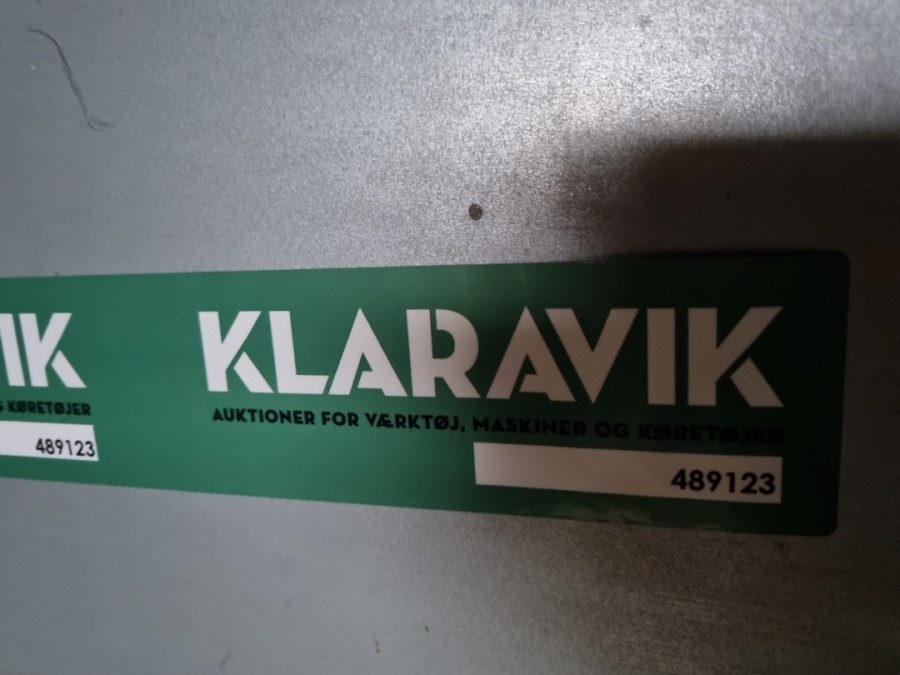 IK
KØRETØJER
489123
KLARAVIK
AUKTIONER FOR VÆRKTØJ, MASKINER OG KØRETØJER
489123